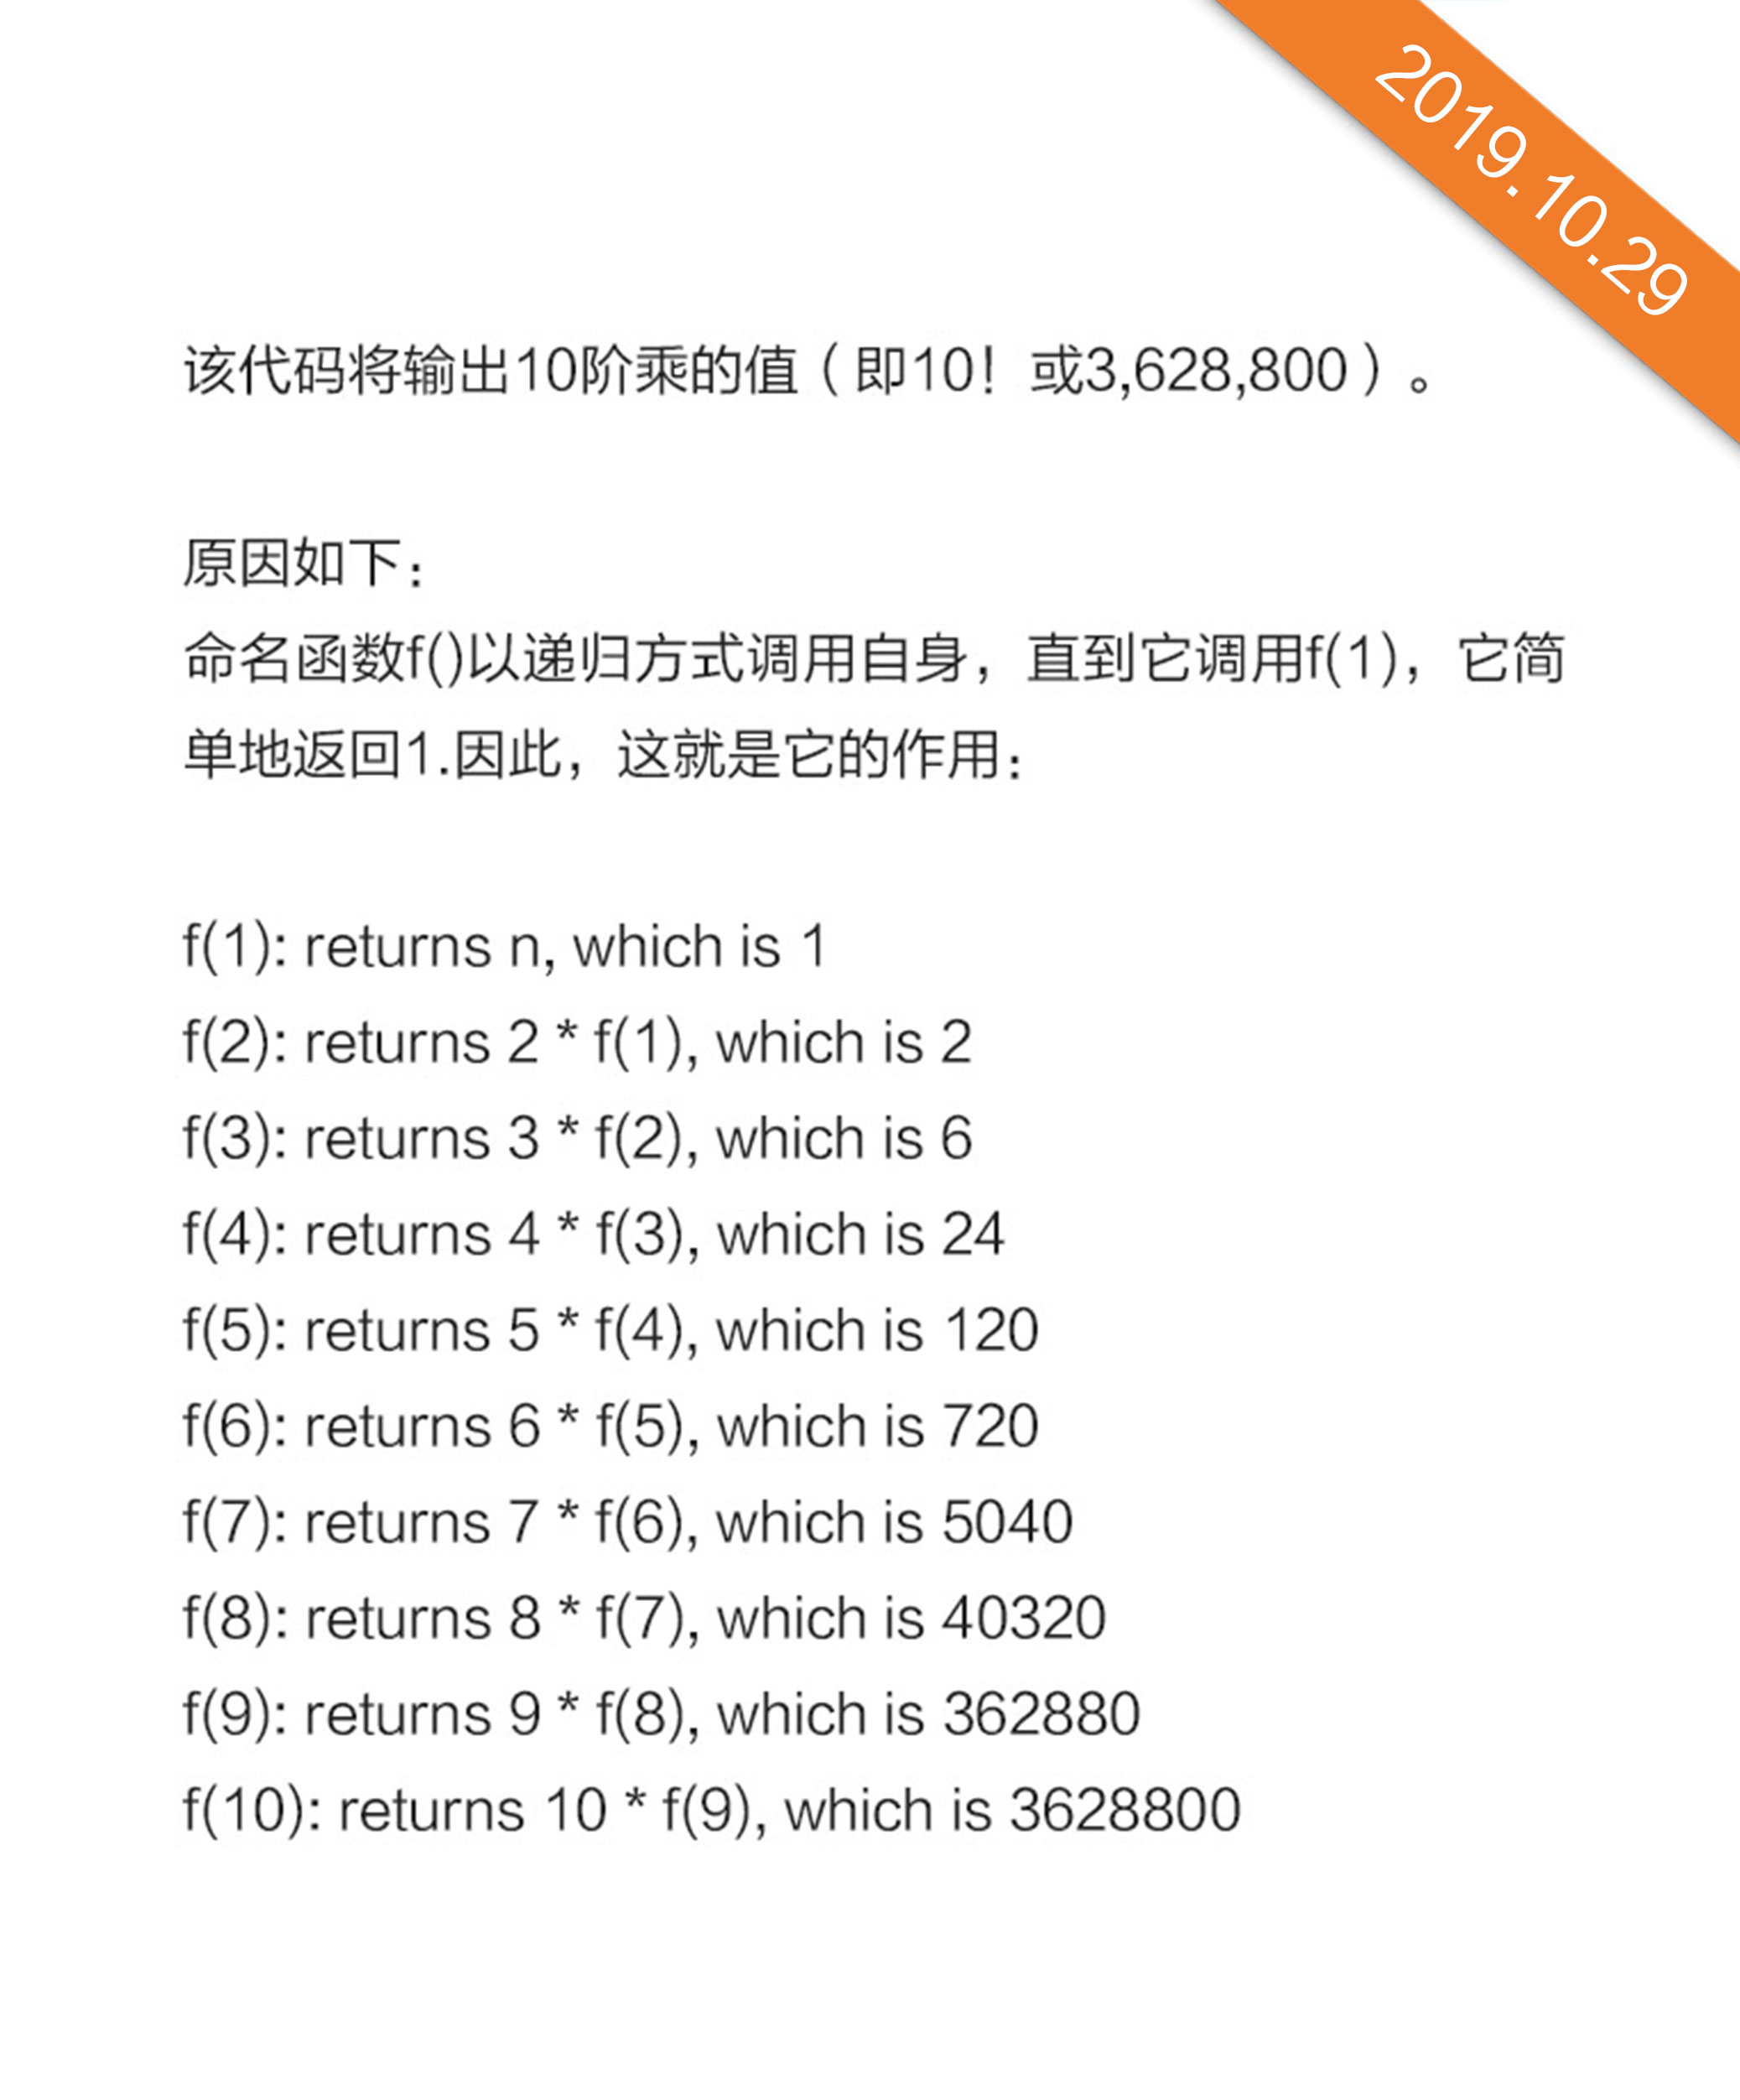 2019.10.29
该代码将输出10阶乘的值（即10！或3,628,800）。
原因如下：
命名函数f()以递归方式调用自身，直到它调用f(1)，它简
单地返回1.因此，这就是它的作用：
f(1): returns n, which is 1
f(2): returns 2 * f(1), which is 2
f(3): returns 3 * f(2), which is 6
f(4): returns 4 * f(3), which is 24
f(5): returns 5 * f(4), which is 120
f(6): returns 6 * f(5), which is 720
f(7): returns 7 * f(6), which is 5040
f(8): returns 8 * f(7), which is 40320
f(9): returns 9 * f(8), which is 362880
f(10): returns 10 * f(9), which is 3628800